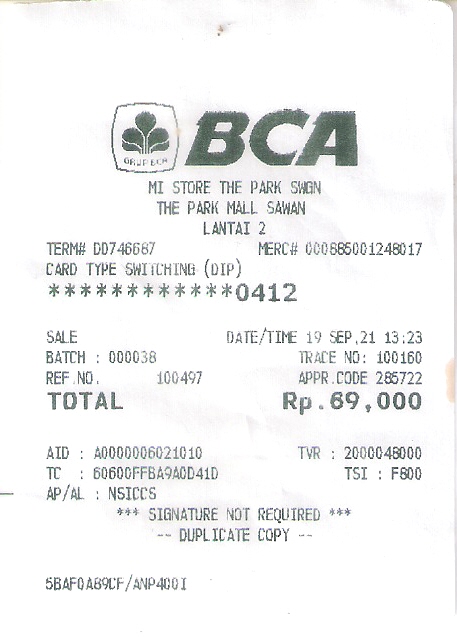 GRUP BCA
BCA
MI STORE THE PARK SWGN
THE PARK MALL SAWAN
LANTAI 2
TERM# DD746687 MERC# 000885001248017
CARD TYPE SWITCHING (DIP)
************0412
SALE DATE/TIME 19 SEP,21 13:23
BATCH : 000038 TRACE NO: 100160
REF.NO. 100497 APPR.CODE 285722
TOTAL Rp.69,000
AID : A0000006021010 TVR : 2000048000
TC : 60600FFBA9A0D41D TSI : F800
AP/AL : NSICCS
*** SIGNATURE NOT REQUIRED ***
-- DUPLICATE COPY --
5BAF0A89CF/ANP400I